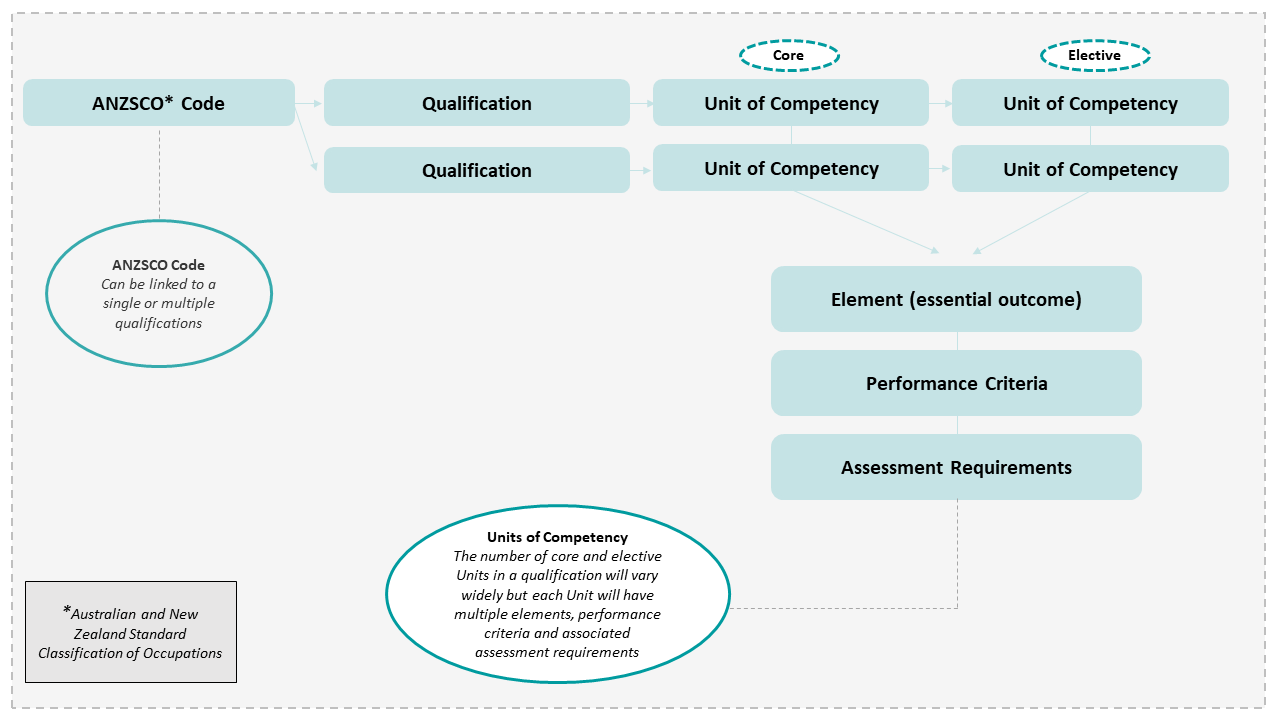 Core
Elective
ANZSCO* Code
Qualification
Unit of Competency
Unit of Competency
Qualification
Unit of Competency
Unit of Competency
ANZSCO Code
Can be linked to a
single or multiple
qualifications
Element (essential outcome)
Performance Criteria
Assessment Requirements
Units of Competency
The number of core and elective
Units in a qualification will vary
widely but each Unit will have
multiple elements, performance
criteria and associated
assessment requirements
*Australian and New
Zealand Standard
Classification of Occupations